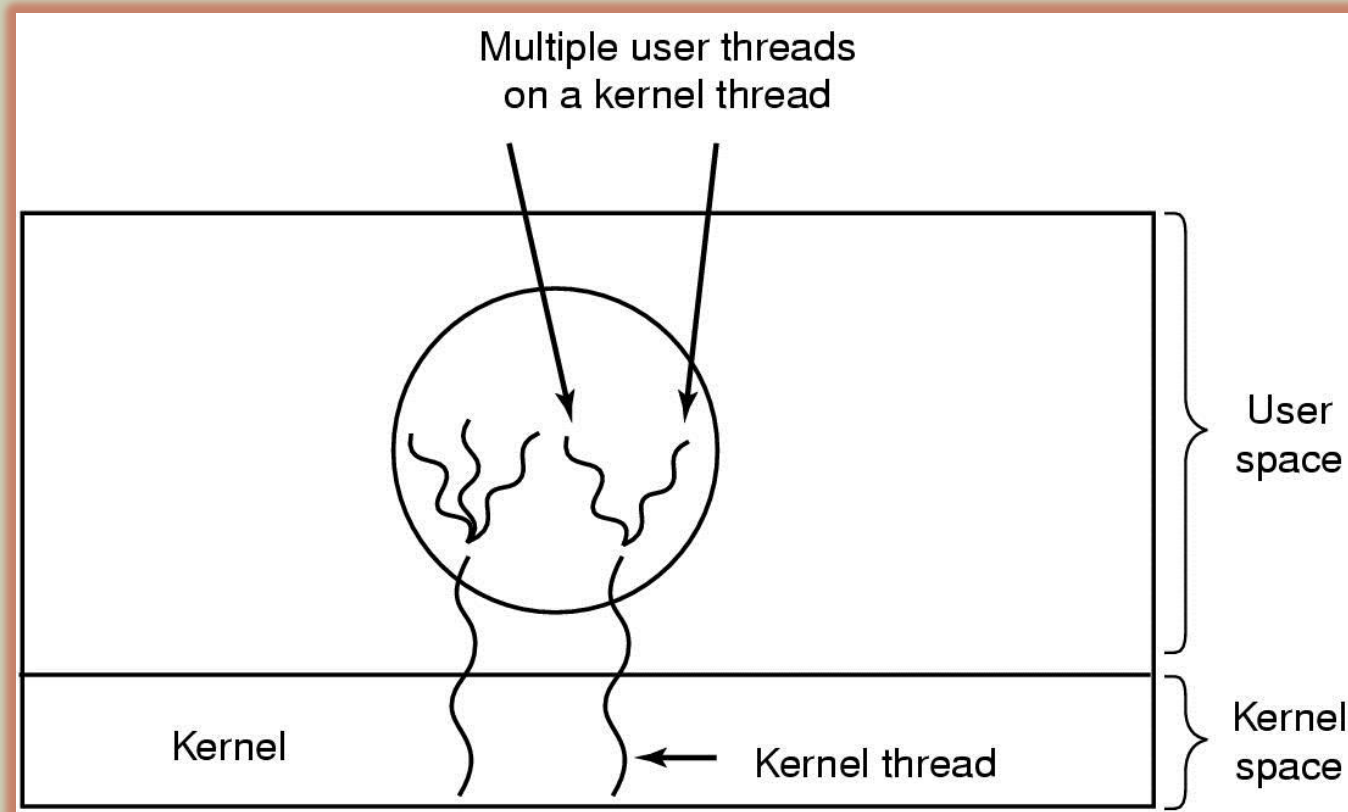 Multiple user threads
on a kernel thread
User
space
Kernel
Kernel thread
Kernel
space